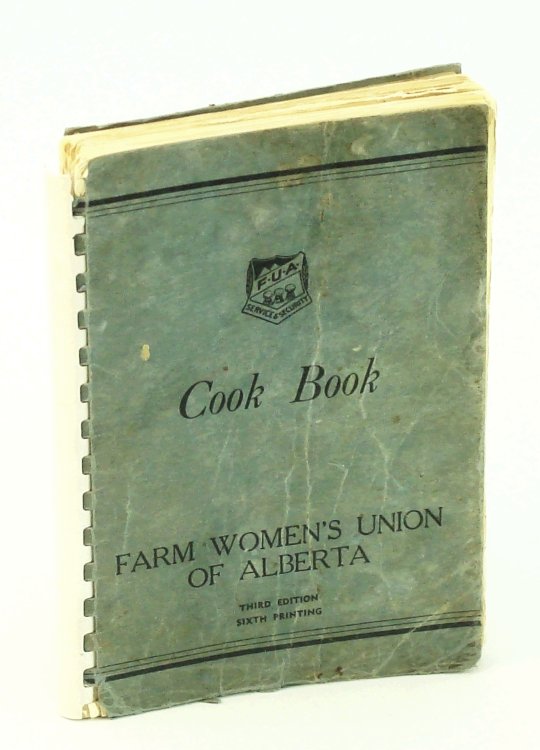 F·U·A·
SERVICE & SECURITY
Cook Book
FARM WOMEN'S UNION
OF ALBERTA
THIRD EDITION
SIXTH PRINTING